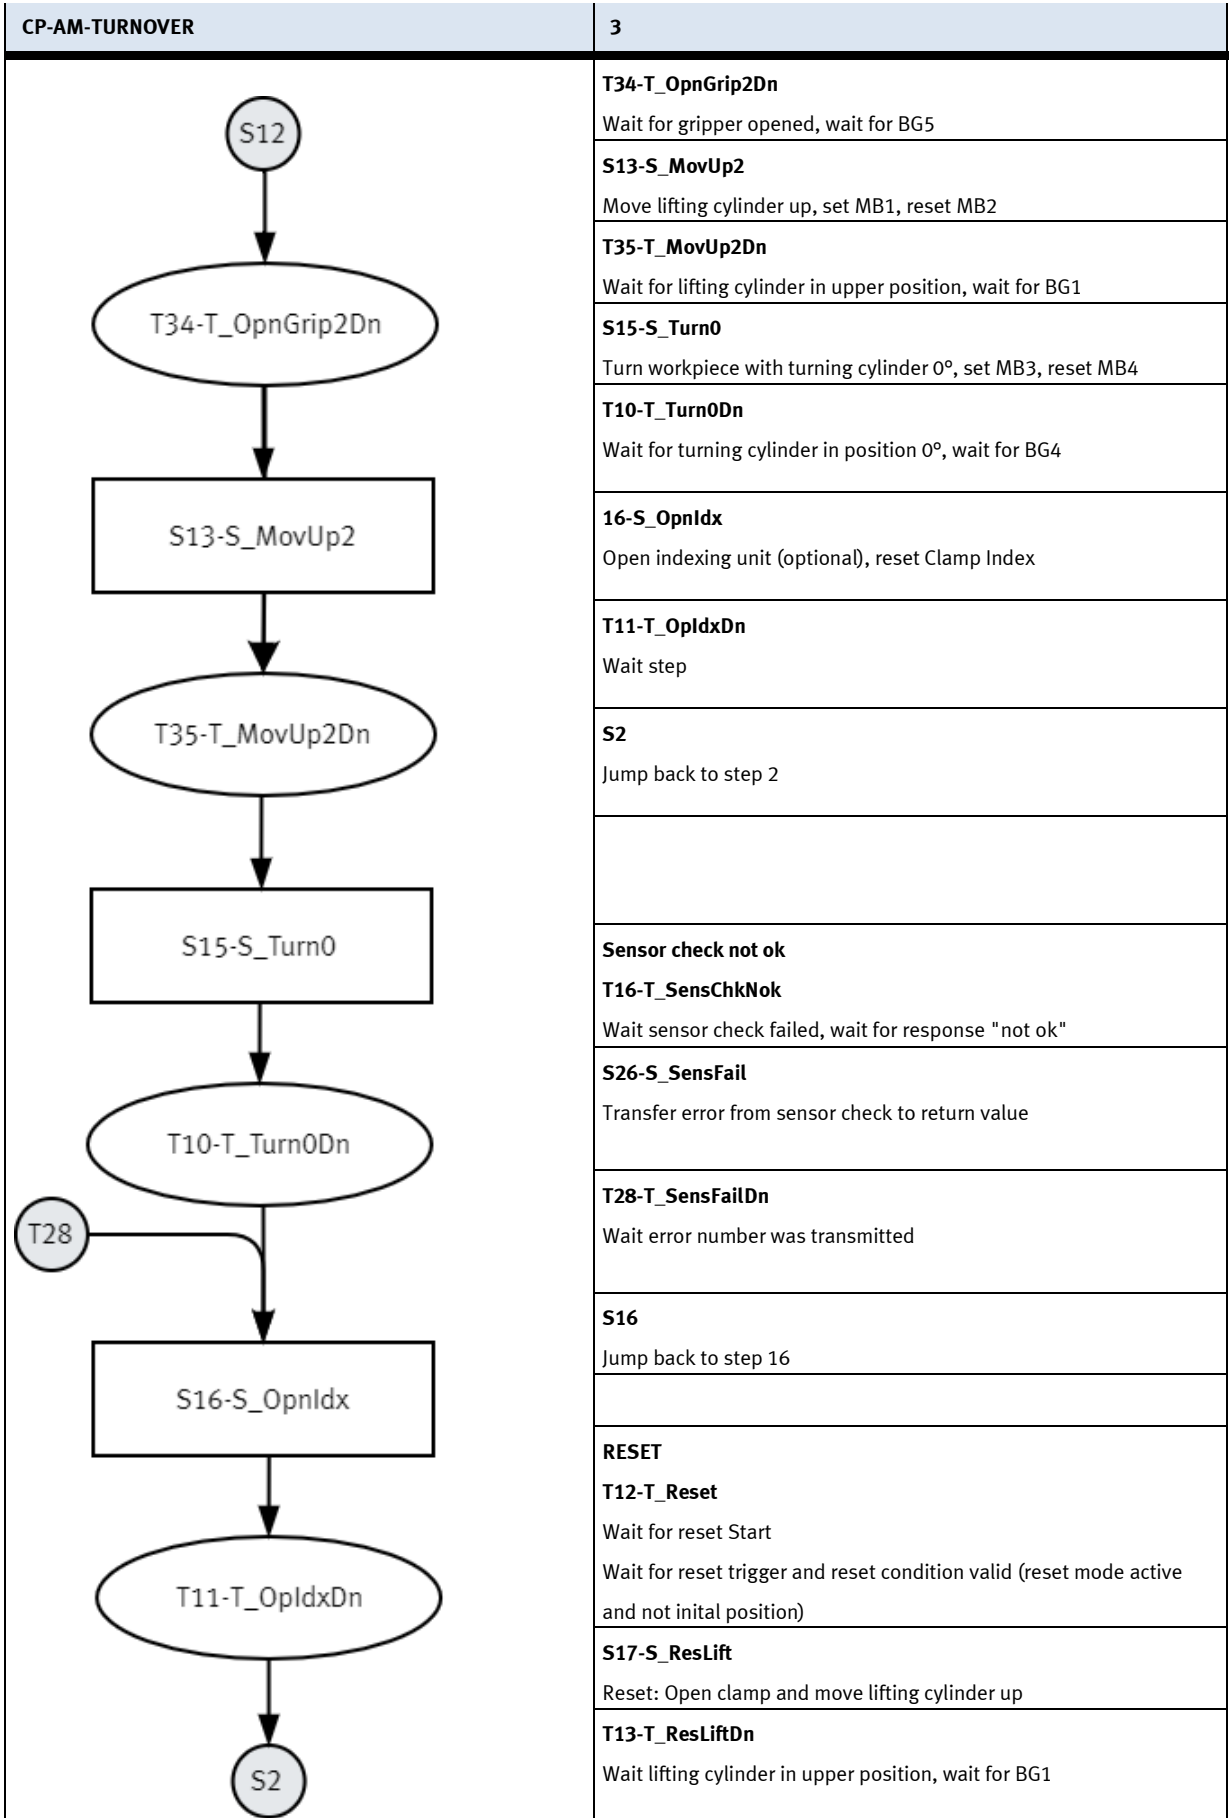 CP-AM-TURNOVER
3
S12
T34-T_OpnGrip2Dn
S13-S_MovUp2
T35-T_MovUp2Dn
S15-S_Turn0
T10-T_Turn0Dn
T28
S16-S_OpnIdx
T11-T_OpIdxDn
S2
T34-T_OpnGrip2Dn
Wait for gripper opened, wait for BG5
S13-S_MovUp2
Move lifting cylinder up, set MB1, reset MB2
T35-T_MovUp2Dn
Wait for lifting cylinder in upper position, wait for BG1
S15-S_Turn0
Turn workpiece with turning cylinder 0°, set MB3, reset MB4
T10-T_Turn0Dn
Wait for turning cylinder in position 0°, wait for BG4
16-S_OpnIdx
Open indexing unit (optional), reset Clamp Index
T11-T_OpIdxDn
Wait step
S2
Jump back to step 2
Sensor check not ok
T16-T_SensChkNok
Wait sensor check failed, wait for response "not ok"
S26-S_SensFail
Transfer error from sensor check to return value
T28-T_SensFailDn
Wait error number was transmitted
S16
Jump back to step 16
RESET
T12-T_Reset
Wait for reset Start
Wait for reset trigger and reset condition valid (reset mode active
and not inital position)
S17-S_ResLift
Reset: Open clamp and move lifting cylinder up
T13-T_ResLiftDn
Wait lifting cylinder in upper position, wait for BG1